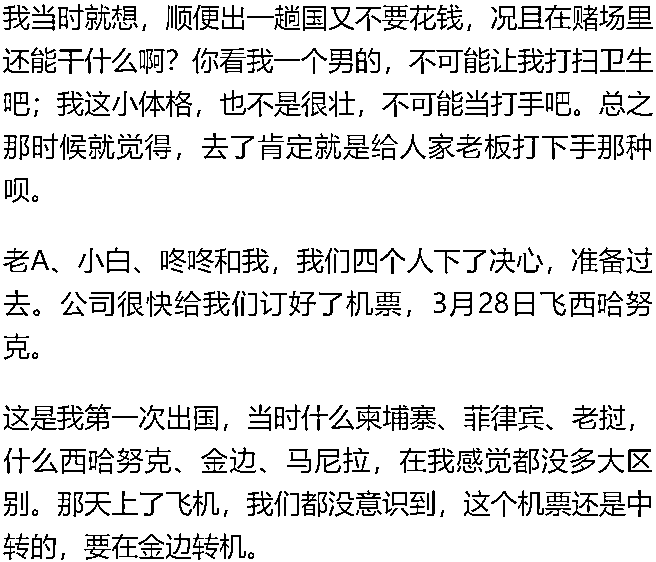 我当时就想，顺便出一趟国又不要花钱，况且在赌场里
还能干什么啊？你看我一个男的，不可能让我打扫卫生
吧；我这小体格，也不是很壮，不可能当打手吧。总之
那时候就觉得，去了肯定就是给人家老板打下手那种
呗。
老A、小白、咚咚和我，我们四个人下了决心，准备过
去。公司很快给我们订好了机票，3月28日飞西哈努
克。
这是我第一次出国，当时什么柬埔寨、菲律宾、老挝，
什么西哈努克、金边、马尼拉，在我感觉都没多大区
别。那天上了飞机，我们都没意识到，这个机票还是中
转的，要在金边转机。